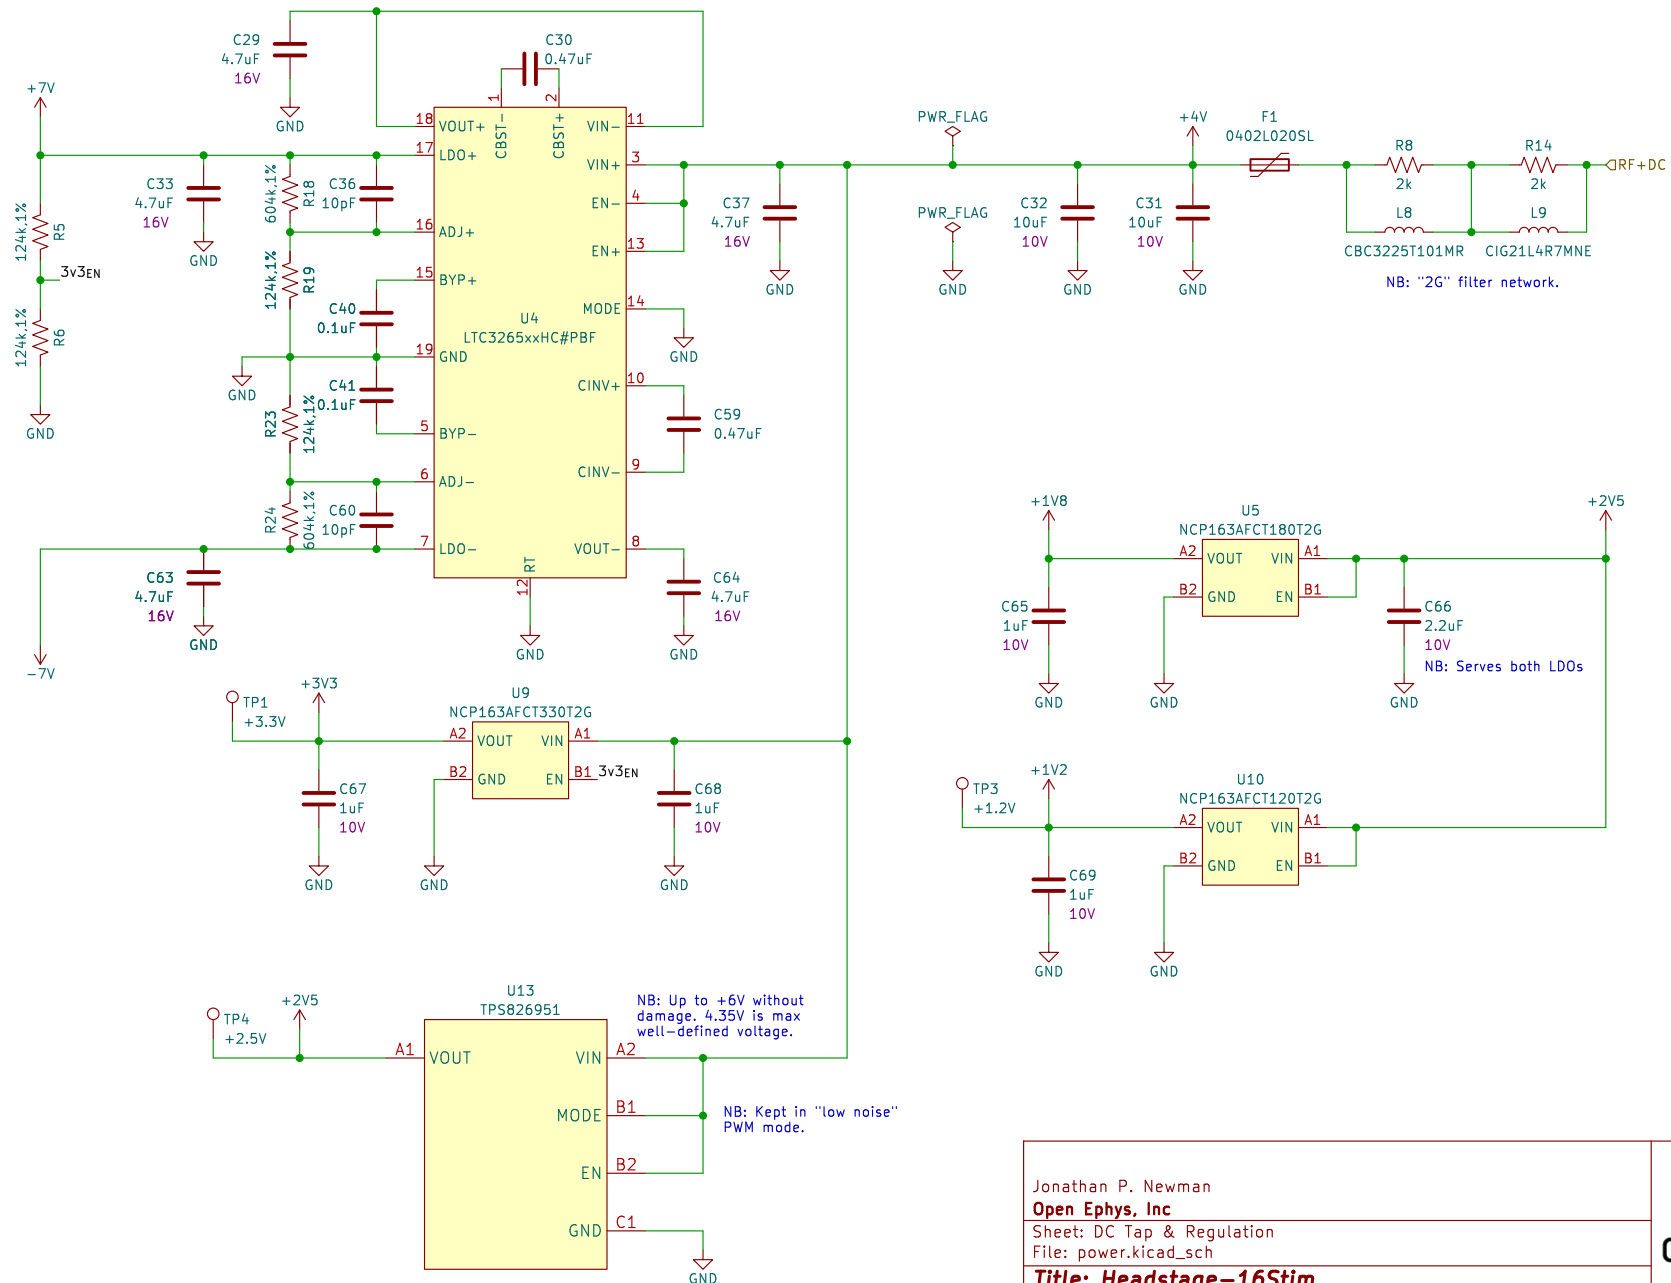 C29
4.7uF
16V
GND
C30
0.47uF
+7V
1
2
CBST-
CBST+
18
VOUT+
17
LDO+
16
ADJ+
15
BYP+
19
GND
5
BYP-
6
ADJ-
7
LDO-
11
VIN-
3
VIN+
4
EN-
13
EN+
14
MODE
10
CINV+
9
CINV-
8
VOUT-
12
RT
U4
LTC3265xxHC#PBF
C33
4.7uF
16V
GND
604k,1%
R18
C36
10pF
124k,1%
R5
3v3EN
124k,1%
R6
GND
124k,1%
R19
C40
0.1uF
GND
C41
0.1uF
R23
124k,1%
R24
604k,1%
C60
10pF
C63
4.7uF
16V
GND
-7V
GND
GND
C59
0.47uF
C64
4.7uF
16V
GND
C37
4.7uF
16V
GND
PWR_FLAG
PWR_FLAG
GND
C32
10uF
10V
GND
+4V
C31
10uF
10V
GND
F1
0402L020SL
R8
2k
R14
2k
RF+DC
L8
CBC3225T101MR
L9
CIG21L4R7MNE
NB: "2G" filter network.
+1V8
U5
NCP163AFCT180T2G
A2
VOUT
VIN
A1
B2
GND
EN
B1
+2V5
C65
1uF
10V
GND
GND
C66
2.2uF
10V
NB: Serves both LDOs
GND
TP1
+3.3V
+3V3
U9
NCP163AFCT330T2G
A2
VOUT
VIN
A1
B2
GND
EN
B1
3v3EN
C67
1uF
10V
GND
GND
C68
1uF
10V
GND
TP3
+1.2V
+1V2
U10
NCP163AFCT120T2G
A2
VOUT
VIN
A1
B2
GND
EN
B1
C69
1uF
10V
GND
GND
TP4
+2.5V
+2V5
U13
TPS826951
A1
VOUT
VIN
A2
MODE
B1
EN
B2
GND
C1
GND
NB: Up to +6V without
damage. 4.35V is max
well-defined voltage.
NB: Kept in "low noise"
PWM mode.
Jonathan P. Newman
Open Ephys, Inc
Sheet: DC Tap & Regulation
File: power.kicad_sch
Title: Headstage-16Stim